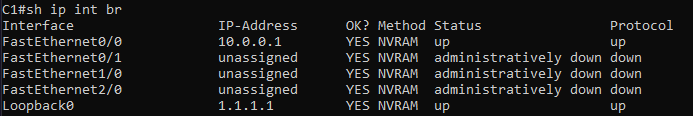 C1#sh ip int br
Interface IP-Address OK? Method Status Protocol
FastEthernet0/0 10.0.0.1 YES NVRAM up up
FastEthernet0/1 unassigned YES NVRAM administratively down down
FastEthernet1/0 unassigned YES NVRAM administratively down down
FastEthernet2/0 unassigned YES NVRAM administratively down down
Loopback0 1.1.1.1 YES NVRAM up up